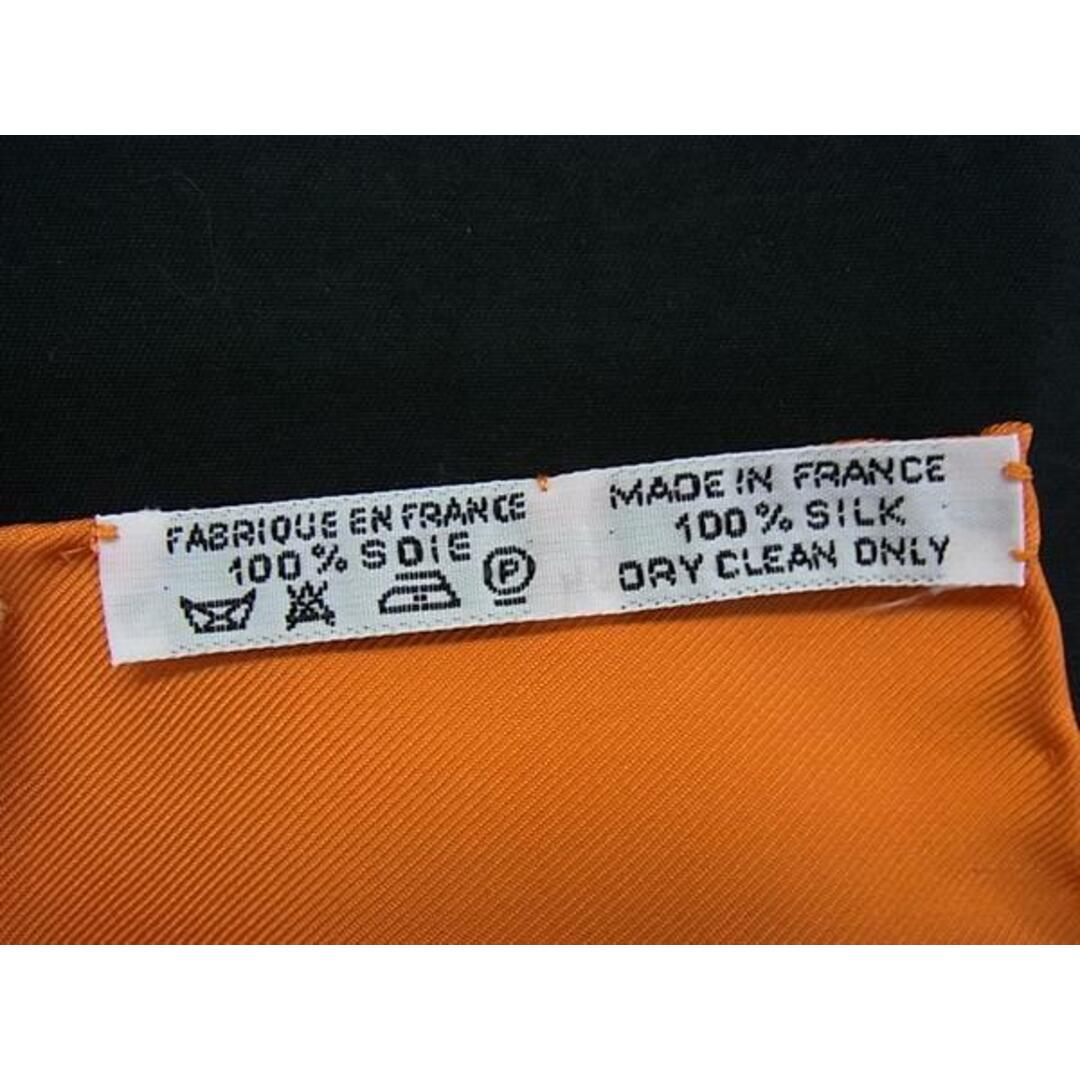 FABRIQUE EN FRANCE
100% SOIE
P
MADE IN FRANCE
100% SILK
DRY CLEAN ONLY